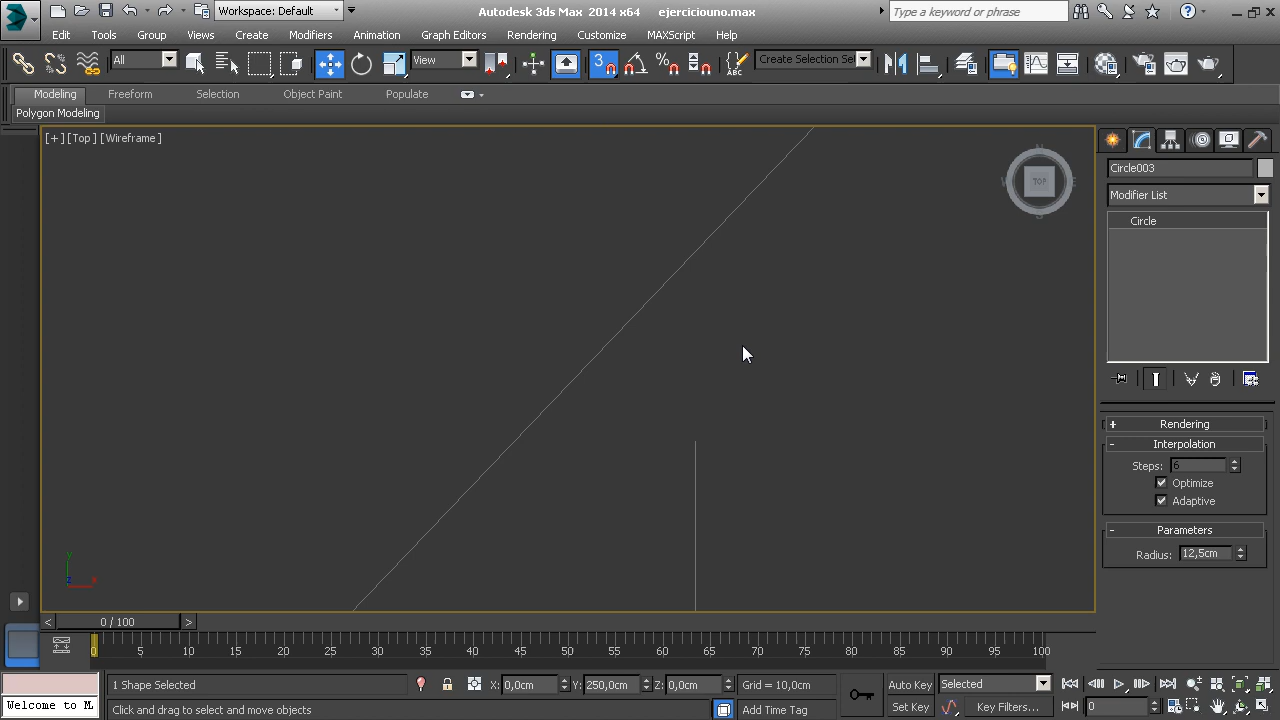 Workspace: Default
Autodesk 3ds Max 2014 x64 ejercicinno.max
Type a keyword or phrase
Edit Tools Group Views Create Modifiers Animation Graph Editors Rendering Customize MAXScript Help
All View 3 Create Selection Se
Modeling Freeform Selection Object Paint Populate
Polygon Modeling
[+] [Top] [Wireframe ]
TOP
Circle003
Modifier List
Circle
+ Rendering
- Interpolation
Steps: 6
Optimize
Adaptive
- Parameters
Radius: 12,5cm
y
z x
< 0 / 100 >
0 5 10 15 20 25 30 35 40 45 50 55 60 65 70 75 80 85 90 95 100
1 Shape Selected X: 0,0cm Y: 250,0cm Z: 0,0cm Grid = 10,0cm Auto Key Selected
Welcome to M Click and drag to select and move objects Add Time Tag Set Key Key Filters... 0